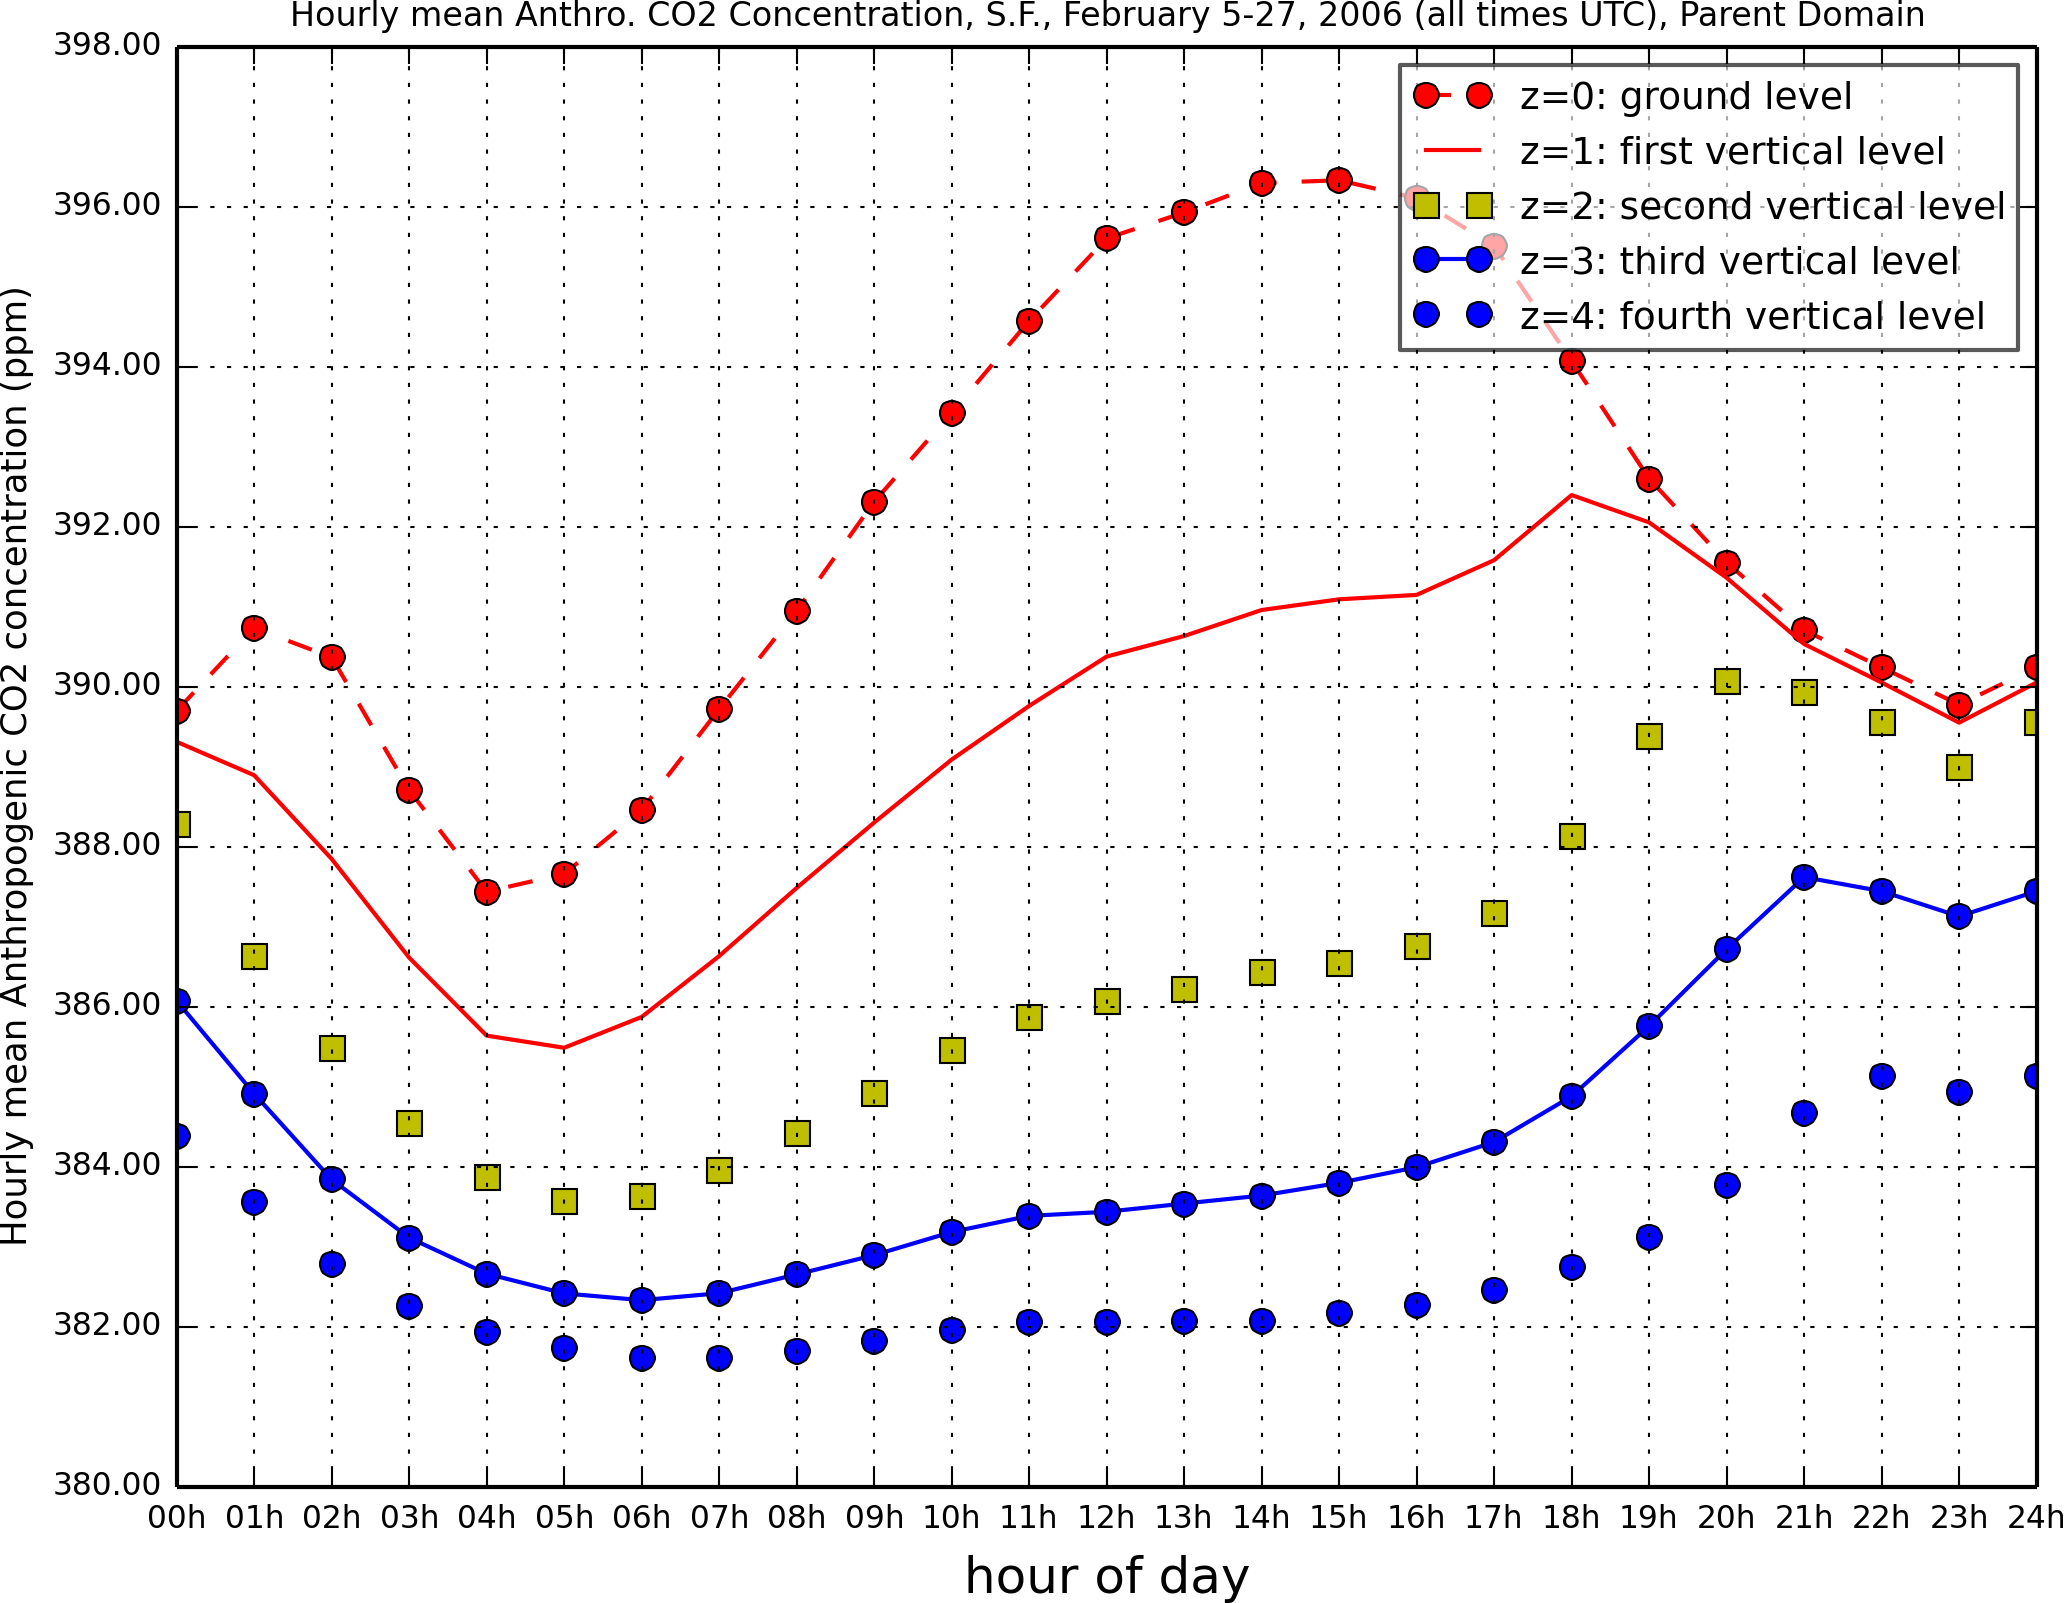 Hourly mean Anthro. CO2 Concentration, S.F., February 5-27, 2006 (all times UTC), Parent Domain
Hourly mean Anthropogenic CO2 concentration (ppm)
398.00
396.00
394.00
392.00
390.00
388.00
386.00
384.00
382.00
380.00
z=0: ground level
z=1: first vertical level
z=2: second vertical level
z=3: third vertical level
z=4: fourth vertical level
00h 01h 02h 03h 04h 05h 06h 07h 08h 09h 10h 11h 12h 13h 14h 15h 16h 17h 18h 19h 20h 21h 22h 23h 24h
hour of day